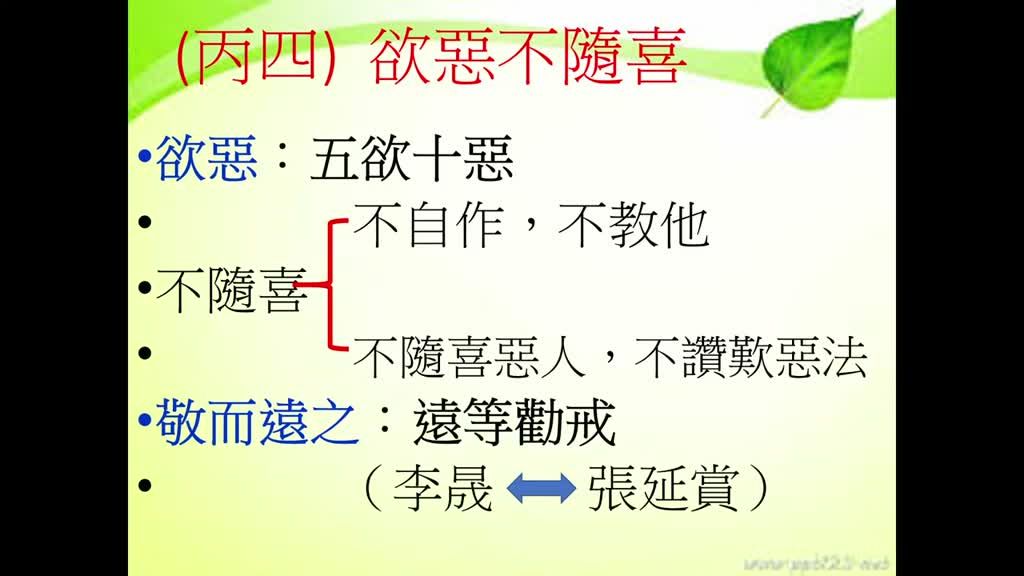 (丙四) 欲惡不隨喜
•欲惡：五欲十惡
• 不自作，不教他
•不隨喜
• 不隨喜惡人，不讚歎惡法
•敬而遠之：遠等勸戒
• （李晟 張延賞）